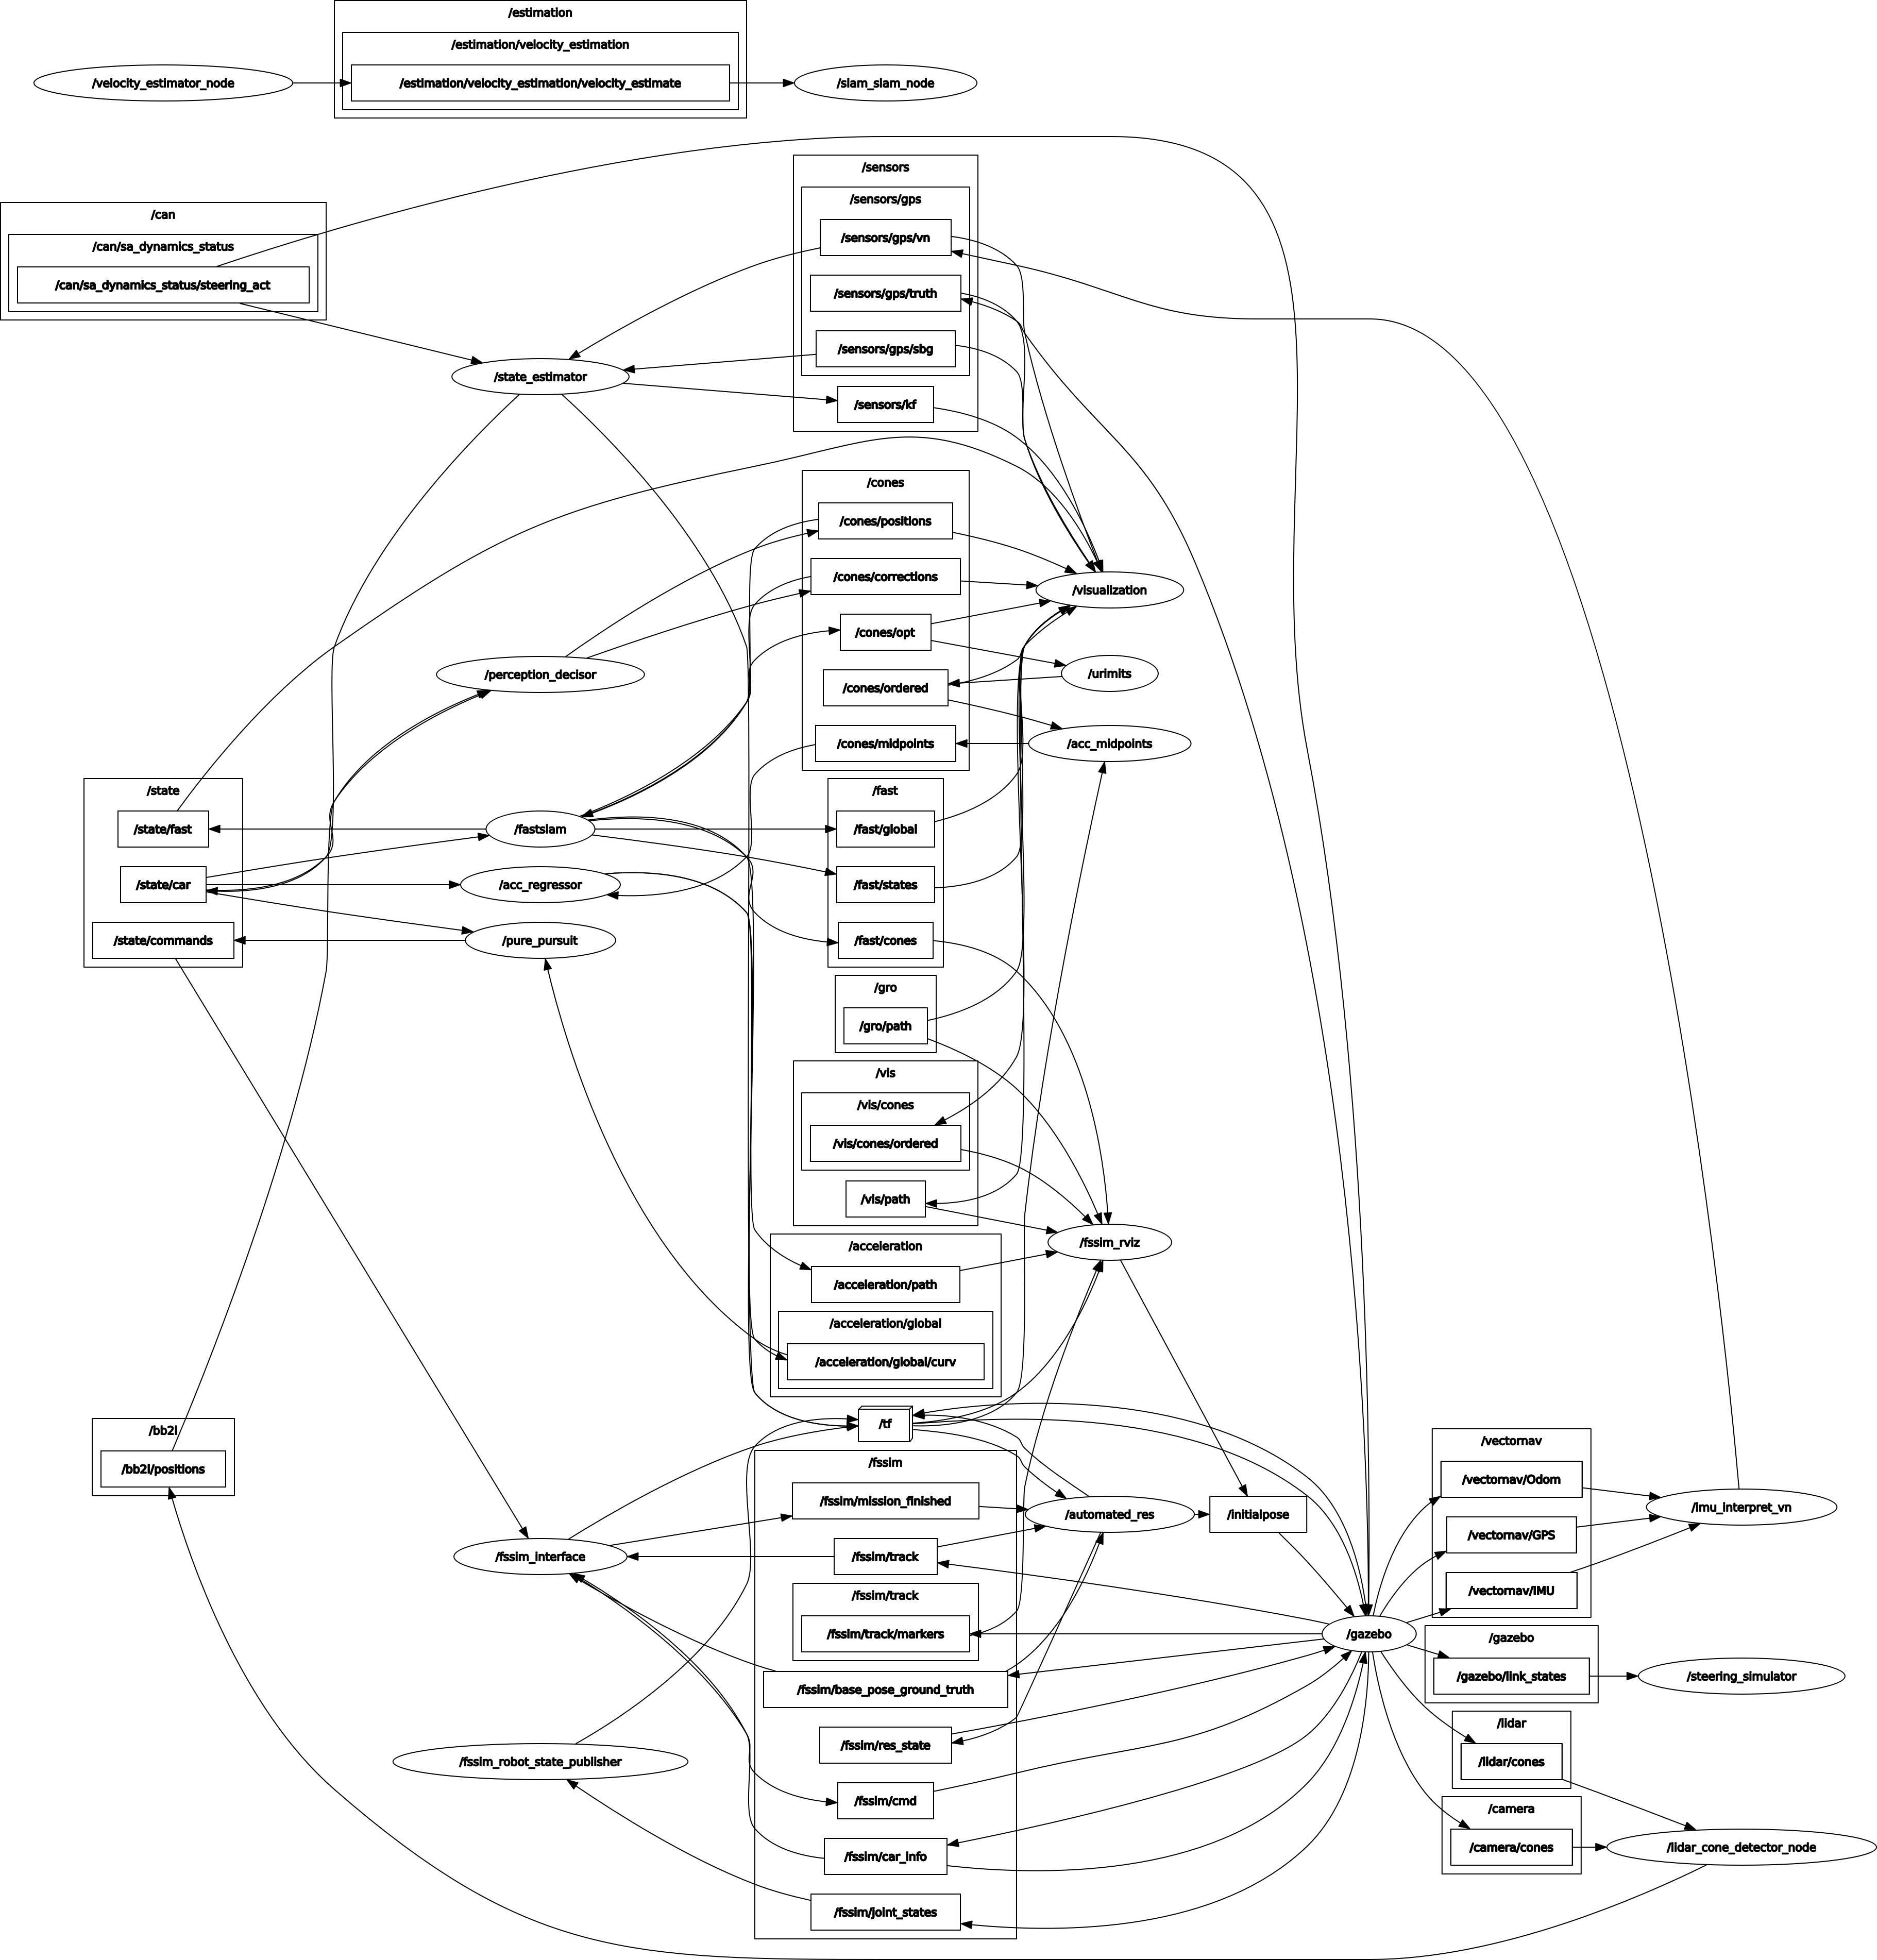 /estimation
/estimation/velocity_estimation
/velocity_estimator_node
/estimation/velocity_estimation/velocity_estimate
/slam_slam_node
/sensors
/sensors/gps
/can
/can/sa_dynamics_status
/sensors/gps/vn
/can/sa_dynamics_status/steering_act
/sensors/gps/truth
/sensors/gps/sbg
/state_estimator
/sensors/kf
/cones
/cones/positions
/cones/corrections
/visualization
/cones/opt
/perception_decisor
/urimits
/cones/ordered
/cones/midpoints
/acc_midpoints
/state
/fast
/state/fast
/fastslam
/fast/global
/state/car
/acc_regressor
/fast/states
/state/commands
/pure_pursuit
/fast/cones
/gro
/gro/path
/vis
/vis/cones
/vis/cones/ordered
/vis/path
/fssim_rviz
/acceleration
/acceleration/path
/acceleration/global
/acceleration/global/curv
/tf
/bb2l
/bb2l/positions
/vectornav
/fssim
/vectornav/Odom
/fssim/mission_finished
/automated_res
/initialpose
/imu_interpret_vn
/vectornav/GPS
/fssim_interface
/fssim/track
/vectornav/IMU
/fssim/track
/fssim/track/markers
/gazebo
/gazebo
/gazebo/link_states
/steering_simulator
/fssim/base_pose_ground_truth
/lidar
/fssim/res_state
/fssim_robot_state_publisher
/lidar/cones
/fssim/cmd
/camera
/fssim/car_info
/camera/cones
/lidar_cone_detector_node
/fssim/joint_states